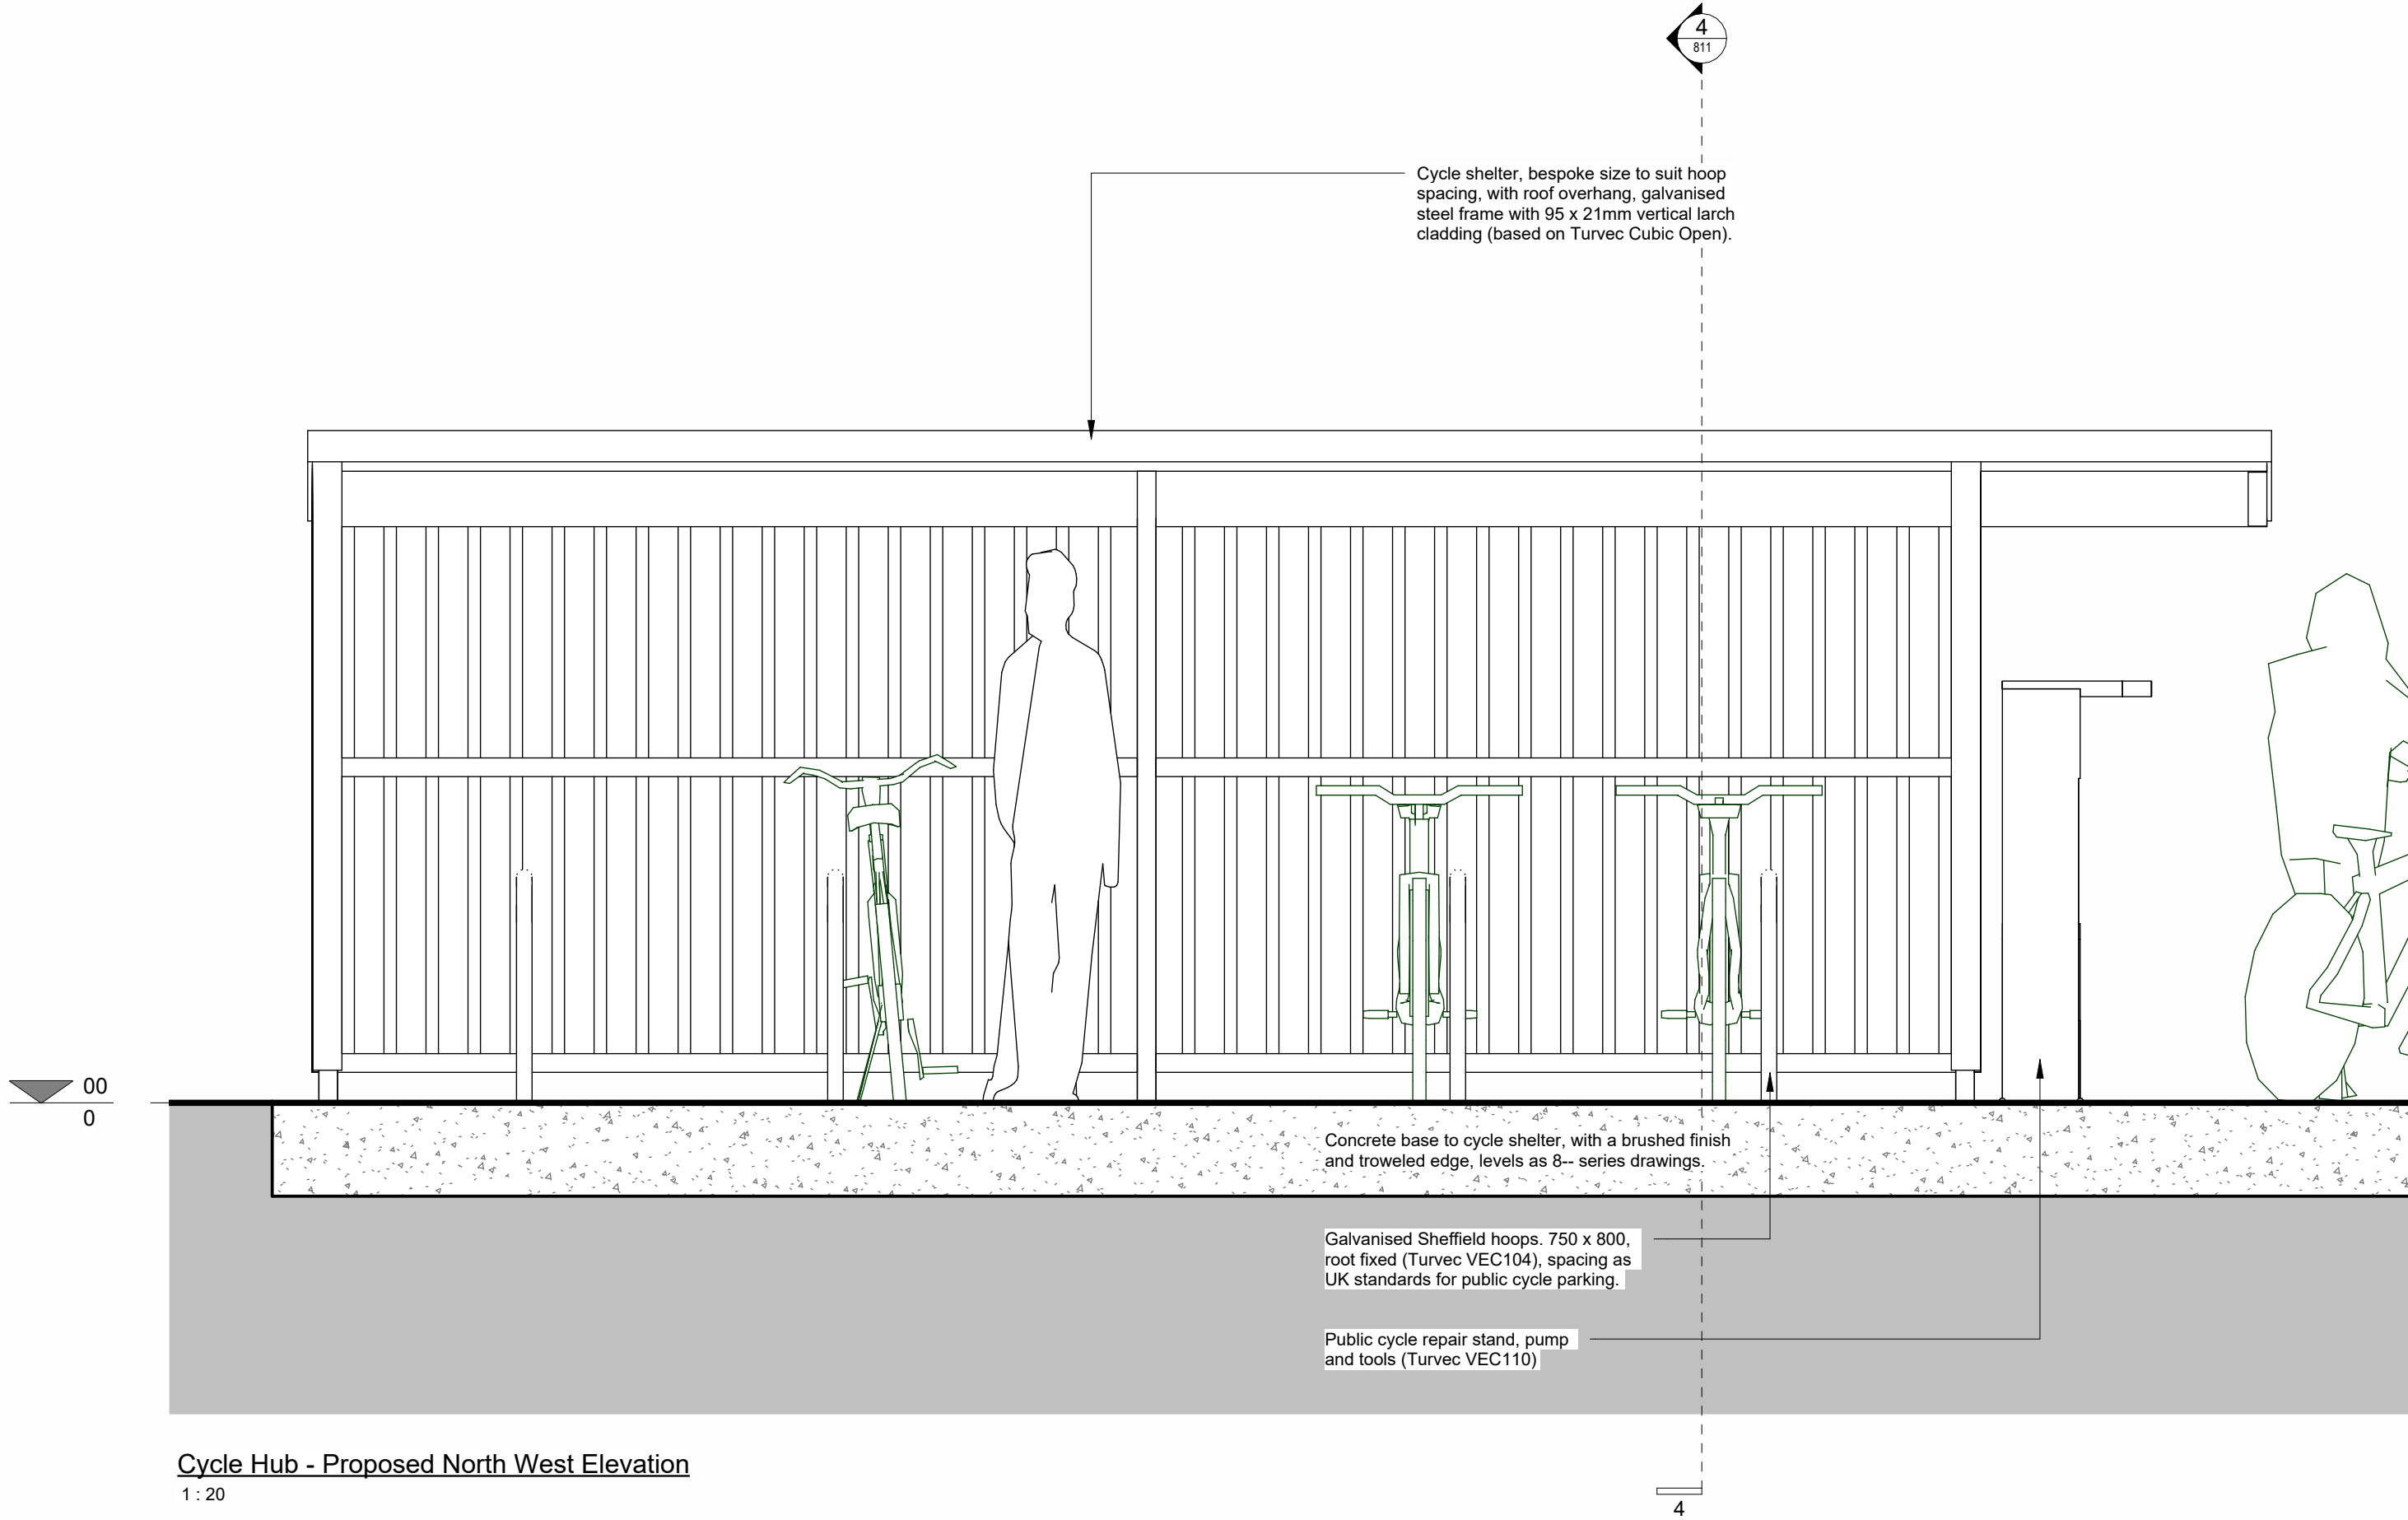 4
811
Cycle shelter, bespoke size to suit hoop
spacing, with roof overhang, galvanised
steel frame with 95 x 21mm vertical larch
cladding (based on Turvec Cubic Open).
00
0
Concrete base to cycle shelter, with a brushed finish
and troweled edge, levels as 8-- series drawings.
Galvanised Sheffield hoops. 750 x 800,
root fixed (Turvec VEC104), spacing as
UK standards for public cycle parking.
Public cycle repair stand, pump
and tools (Turvec VEC110)
Cycle Hub - Proposed North West Elevation
1 : 20
4